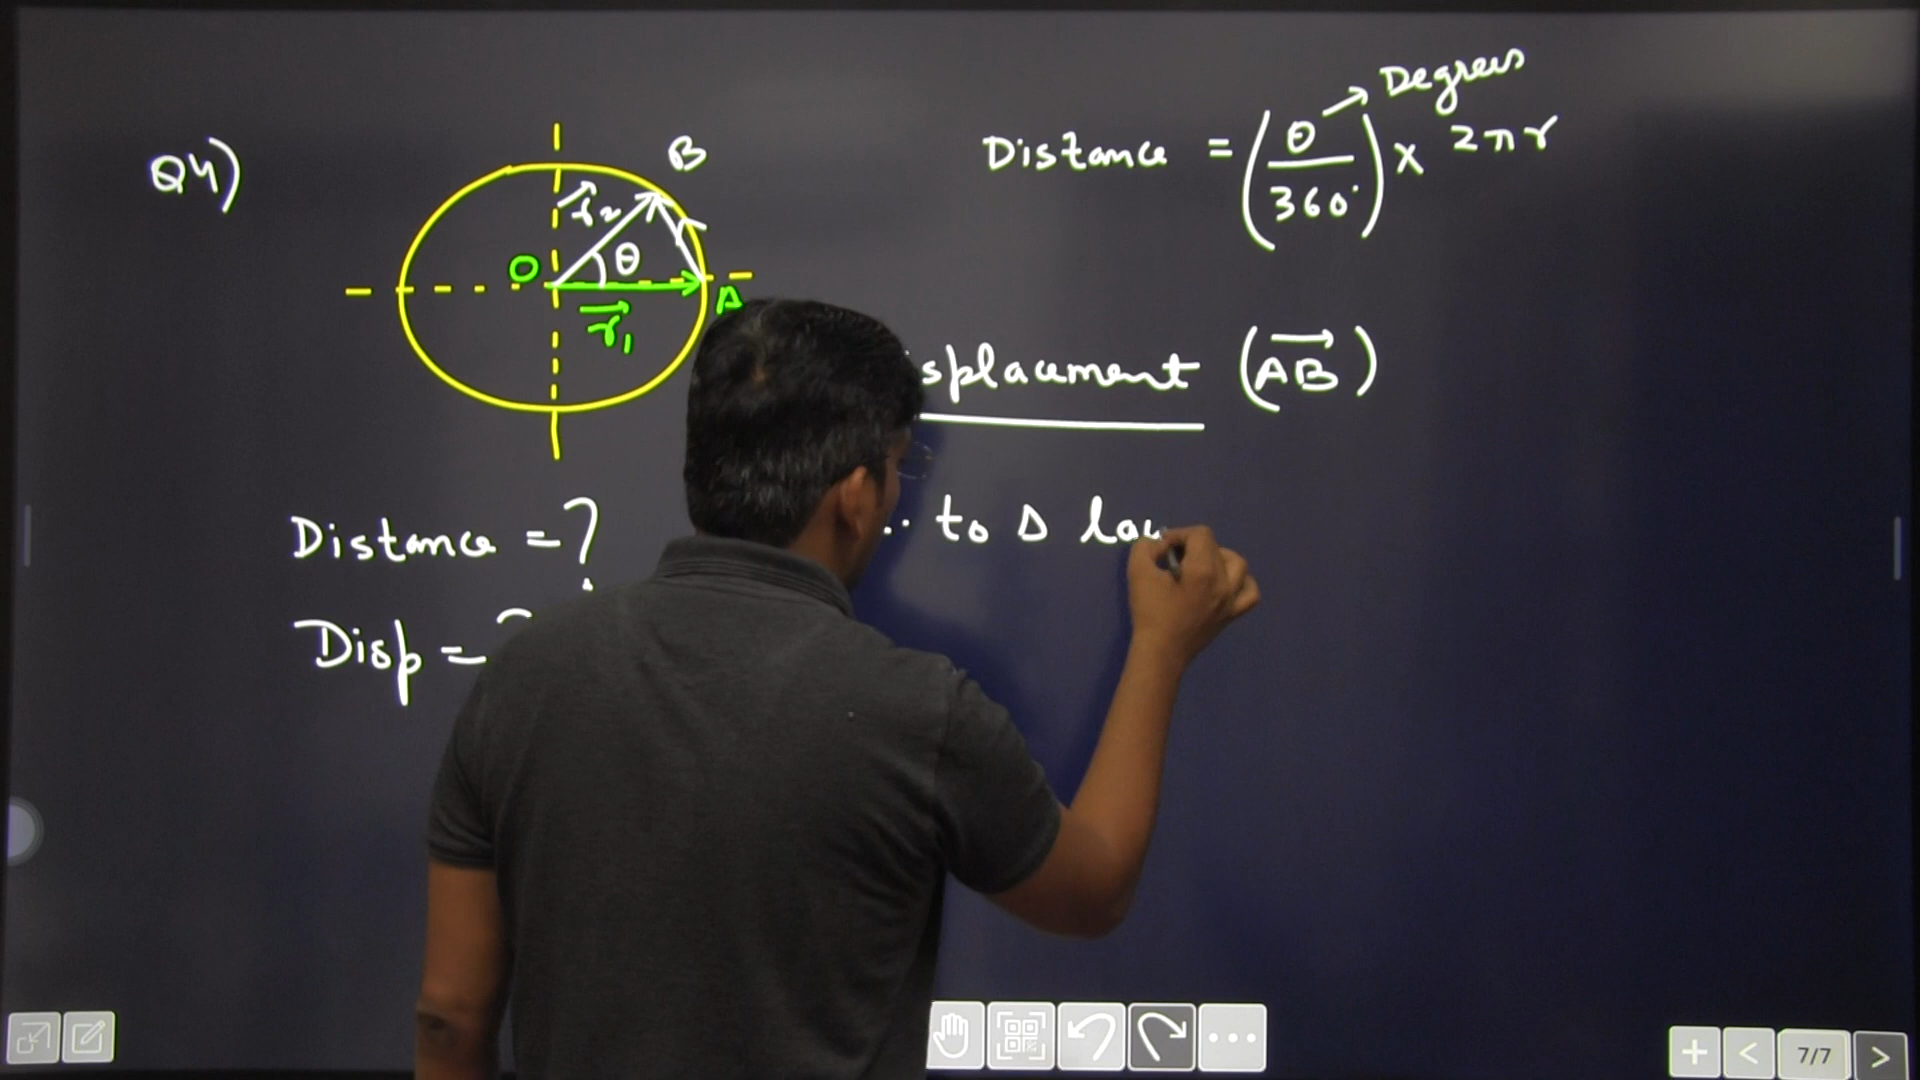 Q4)
B
r₂
θ
O
A
r₁
Distance = (θ/360°) × 2πr
Degrees
splacement (AB)
Distance = ?
Disp =
.. to Δ law
7/7